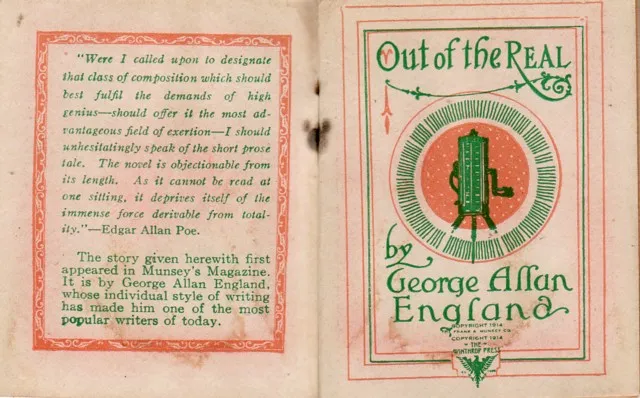 "Were I called upon to designate
that class of composition which should
best fulfil the demands of high
genius—should offer it the most ad-
vantageous field of exertion—I should
unhesitatingly speak of the short prose
tale. The novel is objectionable from
its length. As it cannot be read at
one sitting, it deprives itself of the
immense force derivable from total-
ity."—Edgar Allan Poe.
The story given herewith first
appeared in Munsey's Magazine.
It is by George Allan England,
whose individual style of writing
has made him one of the most
popular writers of today.
Out of the REAL
by
George Allan
England
COPYRIGHT 1914
FRANK A. MUNSEY CO.
COPYRIGHT 1914
THE
WINTHROP PRESS